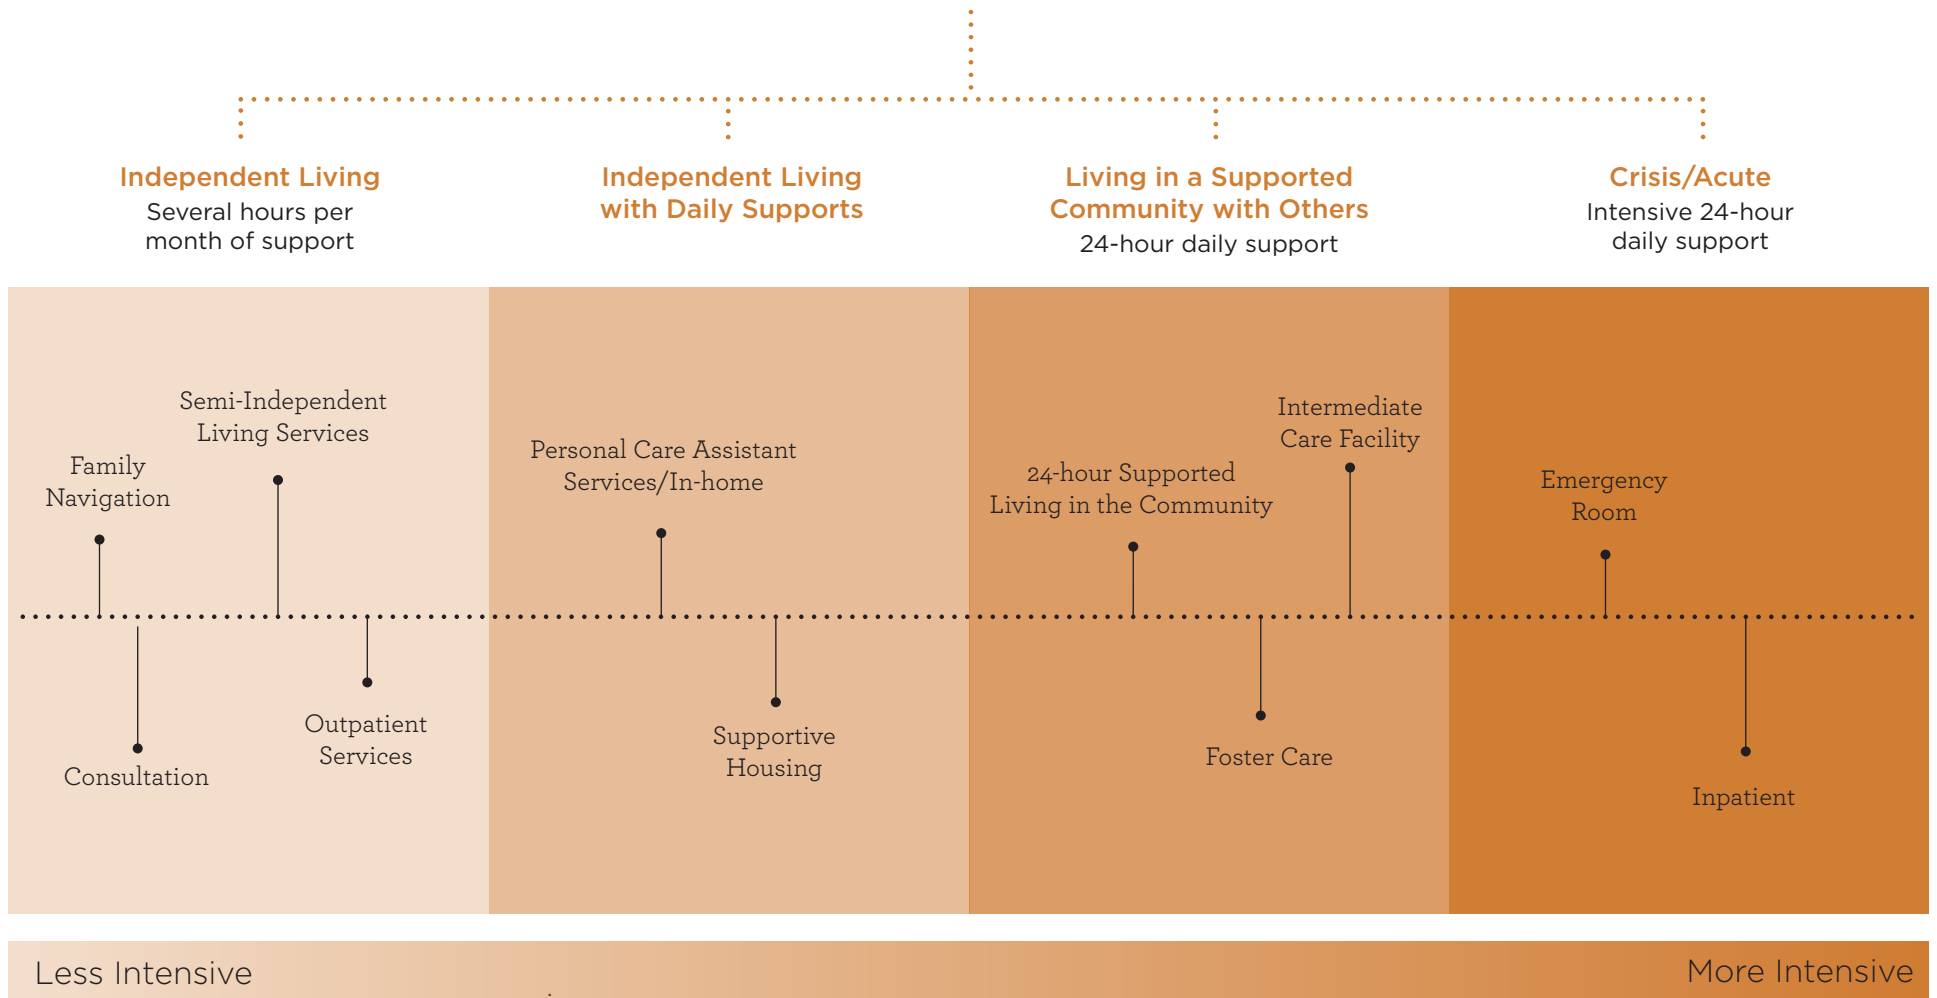 Independent Living
Several hours per
month of support
Independent Living
with Daily Supports
Living in a Supported
Community with Others
24-hour daily support
Crisis/Acute
Intensive 24-hour
daily support
Family
Navigation
Consultation
Semi-Independent
Living Services
Outpatient
Services
Personal Care Assistant
Services/In-home
Supportive
Housing
24-hour Supported
Living in the Community
Foster Care
Intermediate
Care Facility
Emergency
Room
Inpatient
Less Intensive
More Intensive